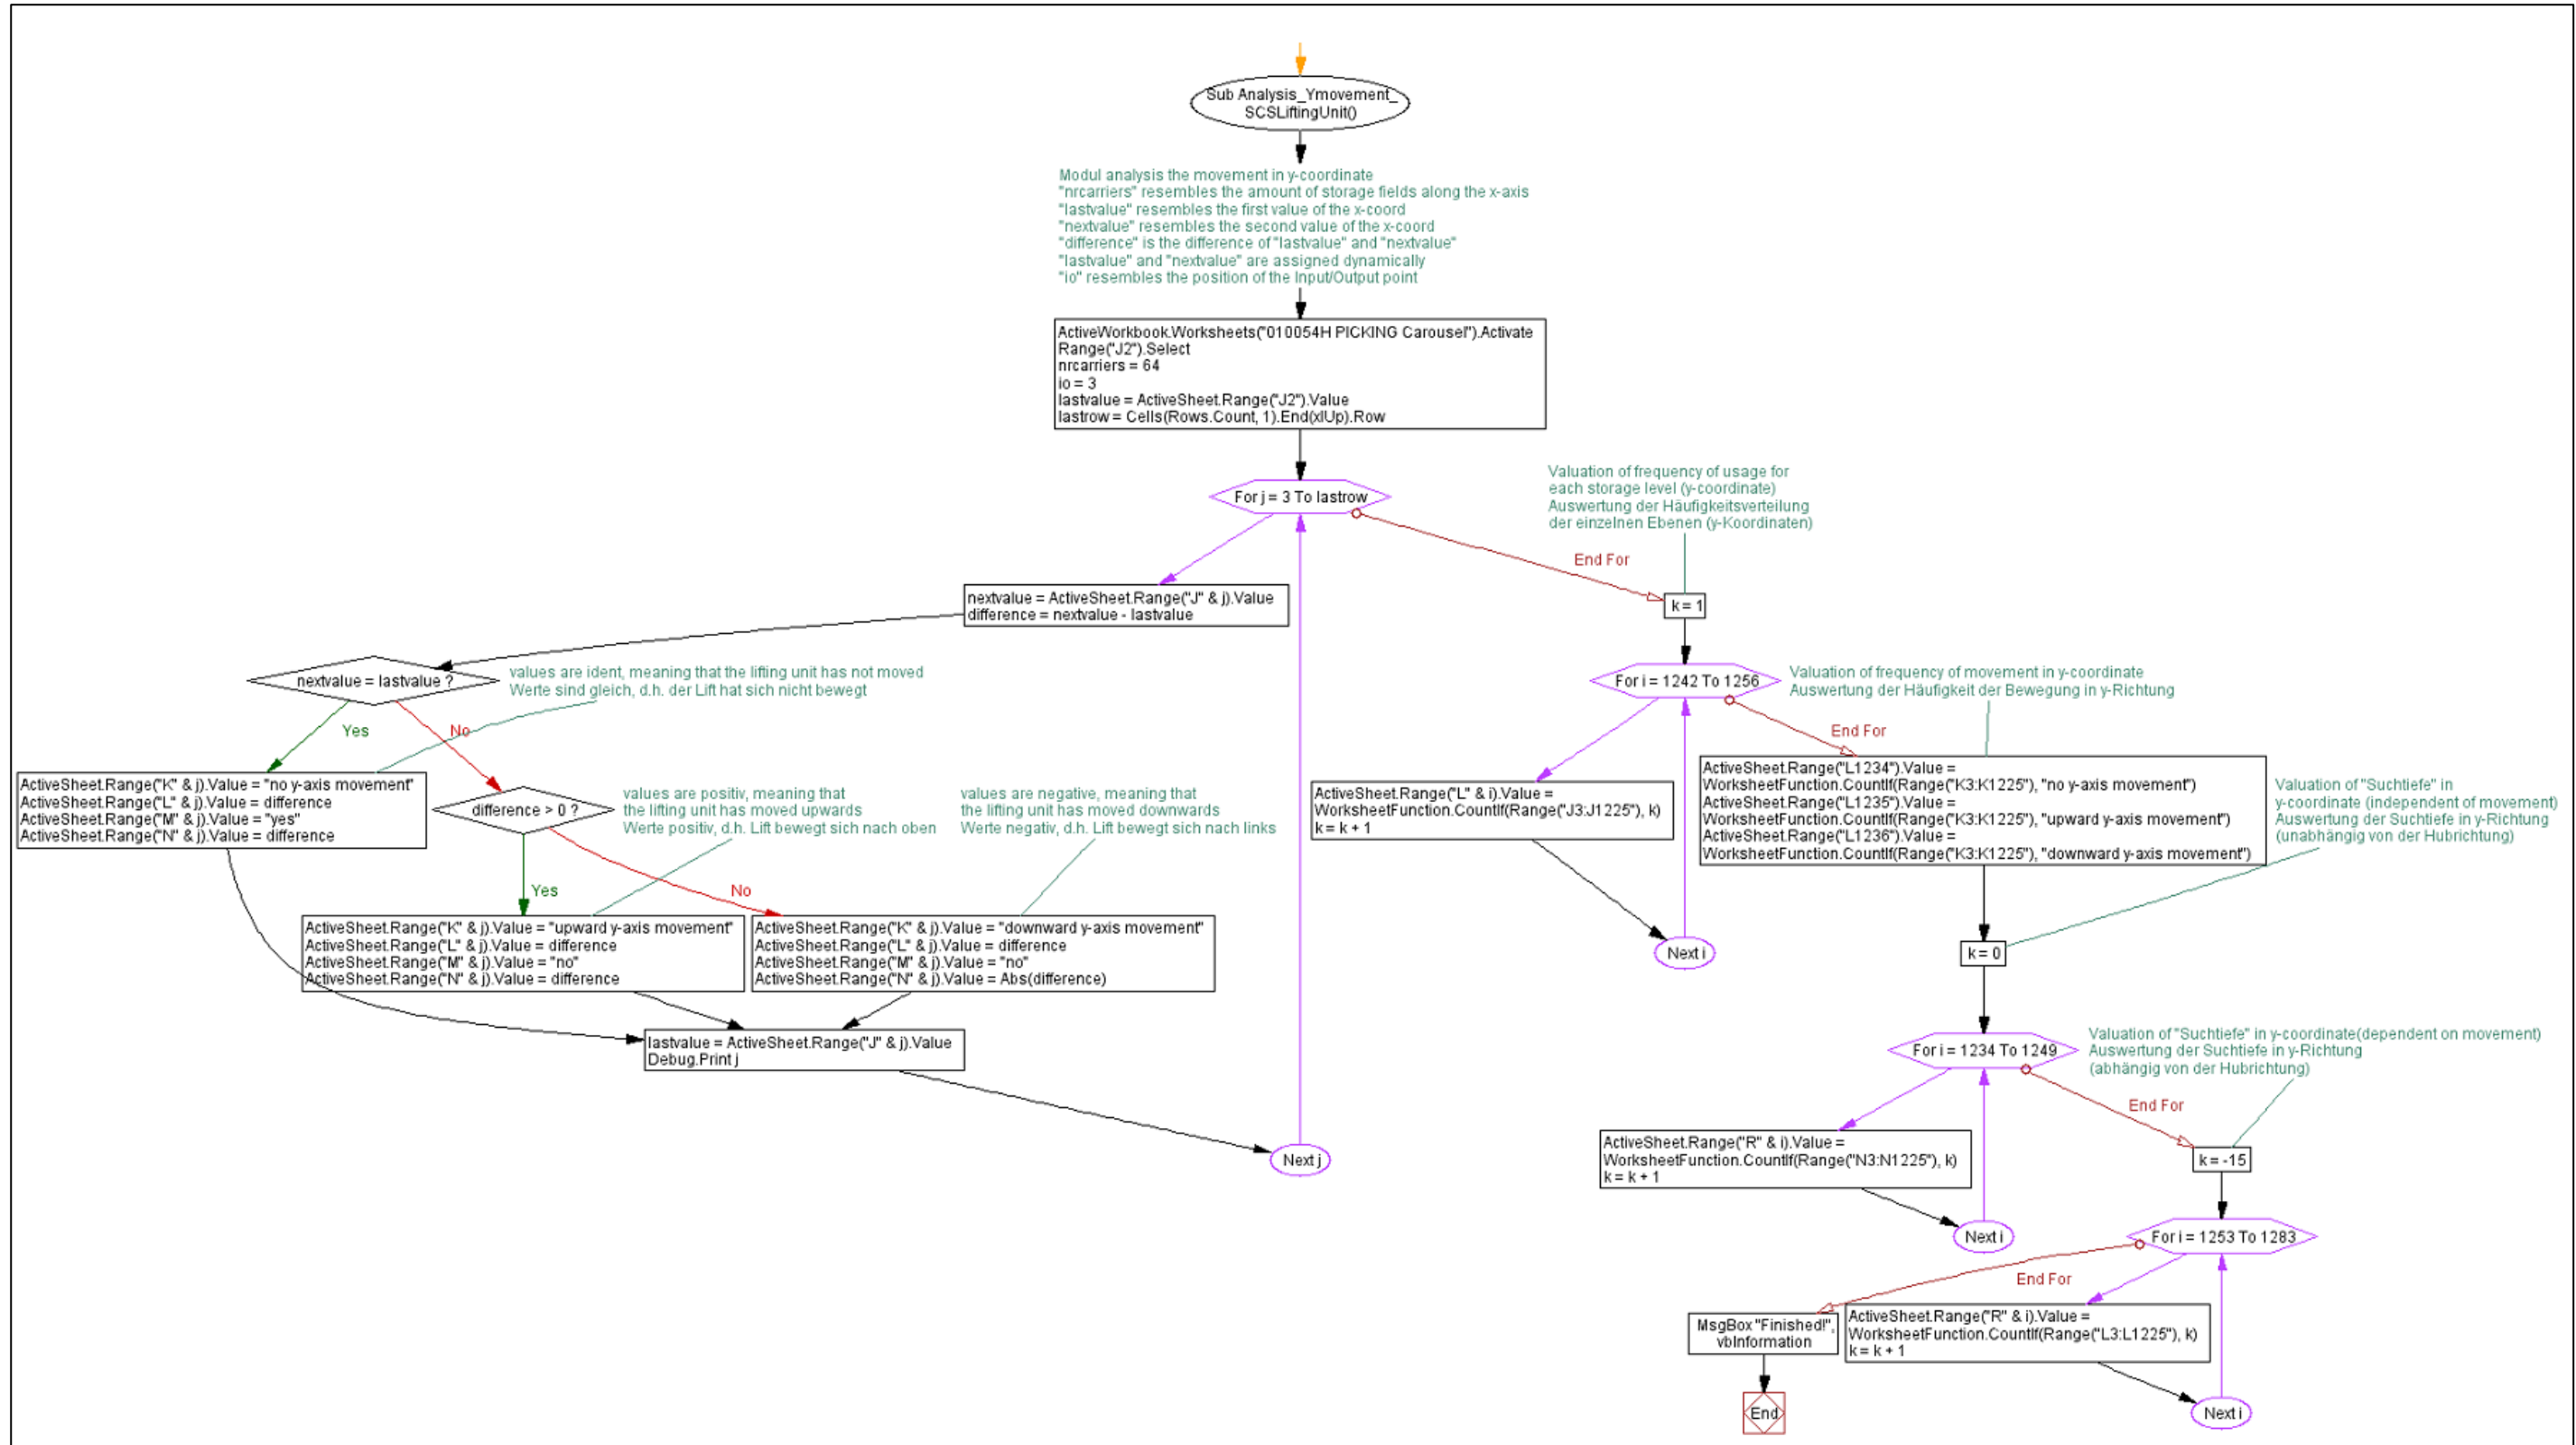 Sub Analysis_Ymovement_
SCSLiftingUnit()
Modul analysis the movement in y-coordinate
"nrcarriers" resembles the amount of storage fields along the x-axis
"lastvalue" resembles the first value of the x-coord
"nextvalue" resembles the second value of the x-coord
"difference" is the difference of "lastvalue" and "nextvalue"
"lastvalue" and "nextvalue" are assigned dynamically
"io" resembles the position of the Input/Output point
ActiveWorkbook.Worksheets("010054H PICKING Carousel").Activate
Range("J2").Select
nrcarriers = 64
io = 3
lastvalue = ActiveSheet.Range("J2").Value
lastrow = Cells(Rows.Count, 1).End(xlUp).Row
For j = 3 To lastrow
nextvalue = ActiveSheet.Range("J" & j).Value
difference = nextvalue - lastvalue
nextvalue = lastvalue ?
values are ident, meaning that the lifting unit has not moved
Werte sind gleich, d.h. der Lift hat sich nicht bewegt
Yes
No
ActiveSheet.Range("K" & j).Value = "no y-axis movement"
ActiveSheet.Range("L" & j).Value = difference
ActiveSheet.Range("M" & j).Value = "yes"
ActiveSheet.Range("N" & j).Value = difference
difference > 0 ?
values are positiv, meaning that
the lifting unit has moved upwards
Werte positiv, d.h. Lift bewegt sich nach oben
values are negative, meaning that
the lifting unit has moved downwards
Werte negativ, d.h. Lift bewegt sich nach links
Yes
No
ActiveSheet.Range("K" & j).Value = "upward y-axis movement"
ActiveSheet.Range("L" & j).Value = difference
ActiveSheet.Range("M" & j).Value = "no"
ActiveSheet.Range("N" & j).Value = difference
ActiveSheet.Range("K" & j).Value = "downward y-axis movement"
ActiveSheet.Range("L" & j).Value = difference
ActiveSheet.Range("M" & j).Value = "no"
ActiveSheet.Range("N" & j).Value = Abs(difference)
lastvalue = ActiveSheet.Range("J" & j).Value
Debug.Print j
Next j
End For
Valuation of frequency of usage for
each storage level (y-coordinate)
Auswertung der Häufigkeitsverteilung
der einzelnen Ebenen (y-Koordinaten)
k = 1
For i = 1242 To 1256
ActiveSheet.Range("L" & i).Value =
WorksheetFunction.CountIf(Range("J3:J1225"), k)
k = k + 1
Next i
End For
Valuation of frequency of movement in y-coordinate
Auswertung der Häufigkeit der Bewegung in y-Richtung
ActiveSheet.Range("L1234").Value =
WorksheetFunction.CountIf(Range("K3:K1225"), "no y-axis movement")
ActiveSheet.Range("L1235").Value =
WorksheetFunction.CountIf(Range("K3:K1225"), "upward y-axis movement")
ActiveSheet.Range("L1236").Value =
WorksheetFunction.CountIf(Range("K3:K1225"), "downward y-axis movement")
Valuation of "Suchtiefe" in
y-coordinate (independent of movement)
Auswertung der Suchtiefe in y-Richtung
(unabhängig von der Hubrichtung)
k = 0
For i = 1234 To 1249
ActiveSheet.Range("R" & i).Value =
WorksheetFunction.CountIf(Range("N3:N1225"), k)
k = k + 1
Next i
End For
Valuation of "Suchtiefe" in y-coordinate(dependent on movement)
Auswertung der Suchtiefe in y-Richtung
(abhängig von der Hubrichtung)
k = -15
For i = 1253 To 1283
End For
ActiveSheet.Range("R" & i).Value =
WorksheetFunction.CountIf(Range("L3:L1225"), k)
k = k + 1
Next i
MsgBox "Finished!",
vbInformation
End